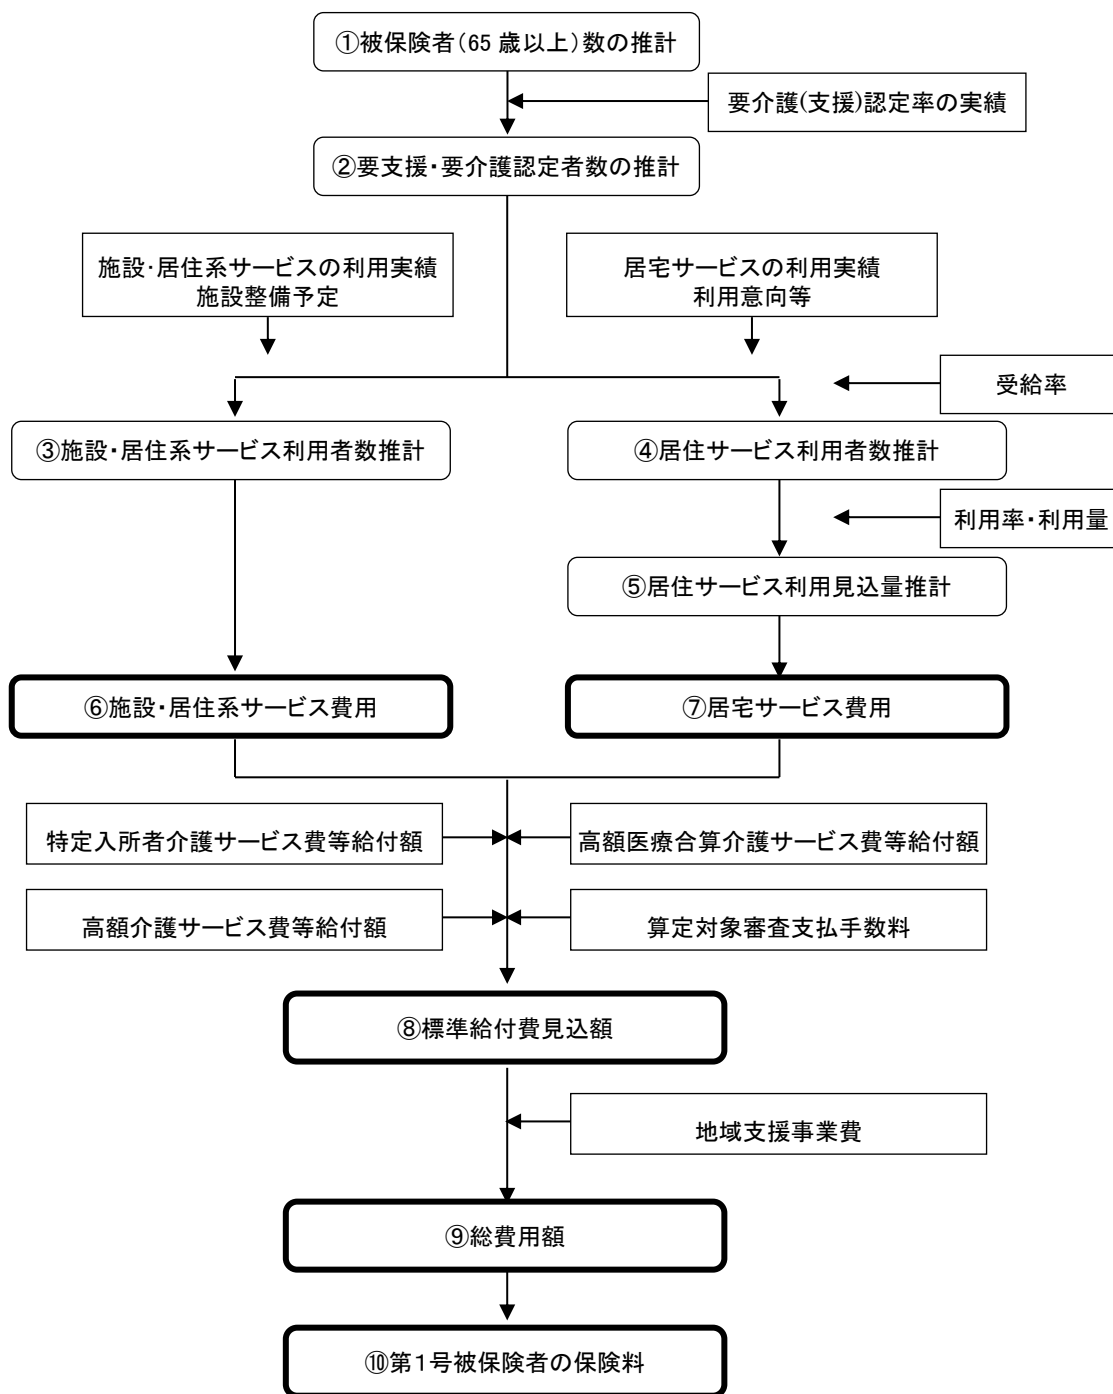 ①被保険者（65 歳以上）数の推計
要介護(支援)認定率の実績
②要支援・要介護認定者数の推計
施設・居住系サービスの利用実績
施設整備予定
居宅サービスの利用実績
利用意向等
受給率
③施設・居住系サービス利用者数推計
④居住サービス利用者数推計
利用率・利用量
⑤居住サービス利用見込量推計
⑥施設・居住系サービス費用
⑦居宅サービス費用
特定入所者介護サービス費等給付額
高額医療合算介護サービス費等給付額
高額介護サービス費等給付額
算定対象審査支払手数料
⑧標準給付費見込額
地域支援事業費
⑨総費用額
⑩第１号被保険者の保険料